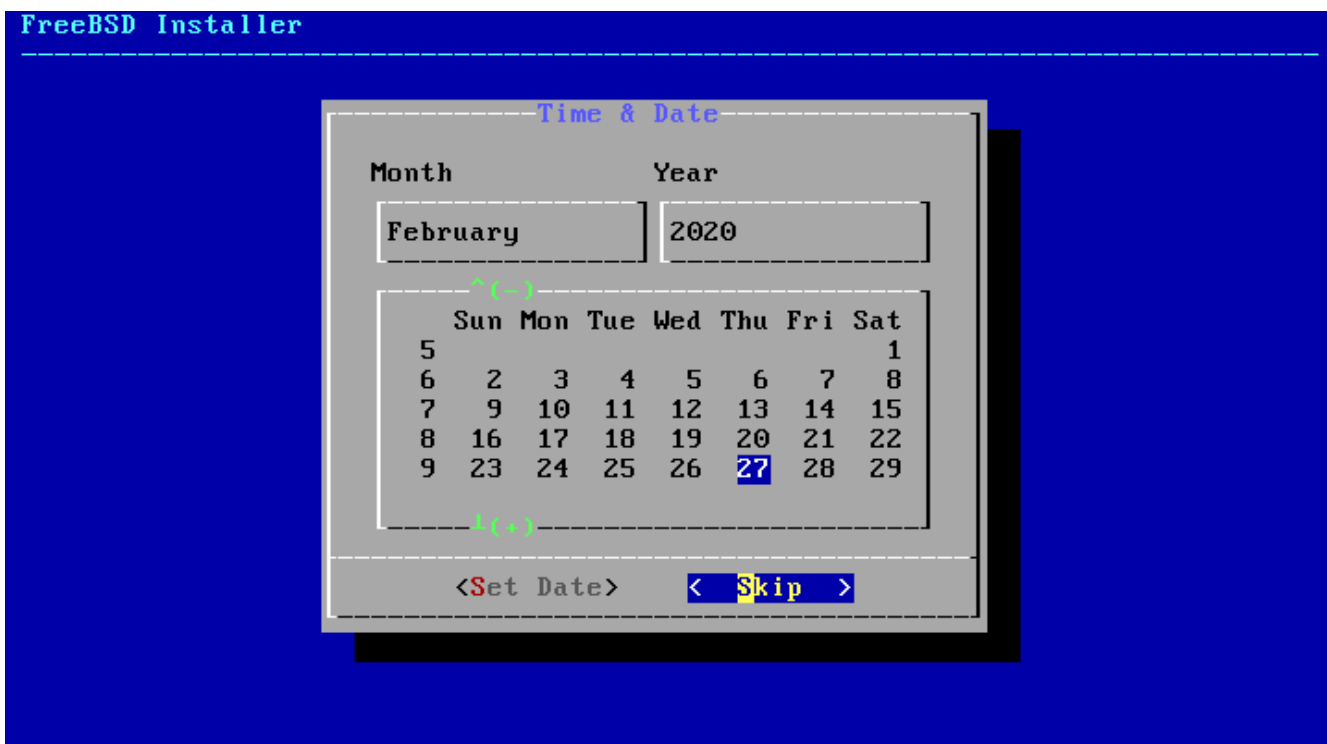 FreeBSD Installer
Time & Date
Month Year
February 2020
^(-)
Sun Mon Tue Wed Thu Fri Sat
5 1
6 2 3 4 5 6 7 8
7 9 10 11 12 13 14 15
8 16 17 18 19 20 21 22
9 23 24 25 26 27 28 29
┴(+)
<Set Date> < Skip >